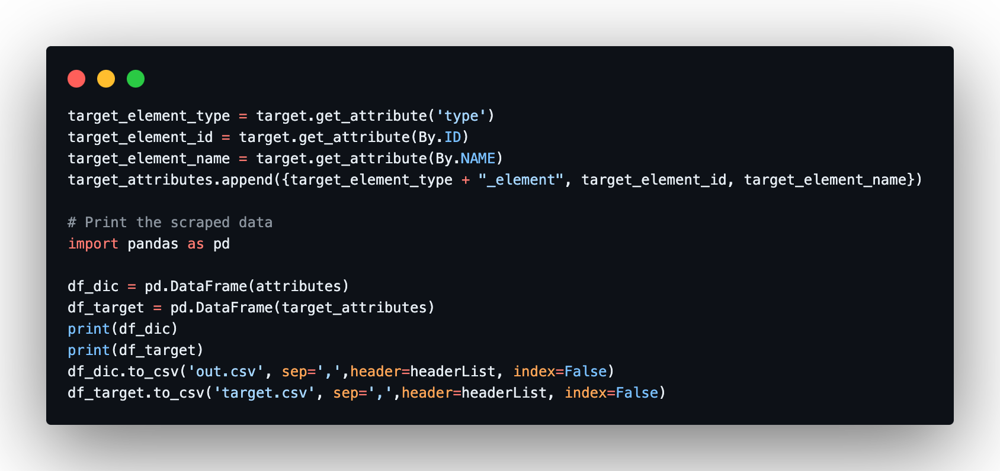 target_element_type = target.get_attribute('type')
target_element_id = target.get_attribute(By.ID)
target_element_name = target.get_attribute(By.NAME)
target_attributes.append({target_element_type + "_element", target_element_id, target_element_name})
# Print the scraped data
import pandas as pd
df_dic = pd.DataFrame(attributes)
df_target = pd.DataFrame(target_attributes)
print(df_dic)
print(df_target)
df_dic.to_csv('out.csv', sep=',',header=headerList, index=False)
df_target.to_csv('target.csv', sep=',',header=headerList, index=False)